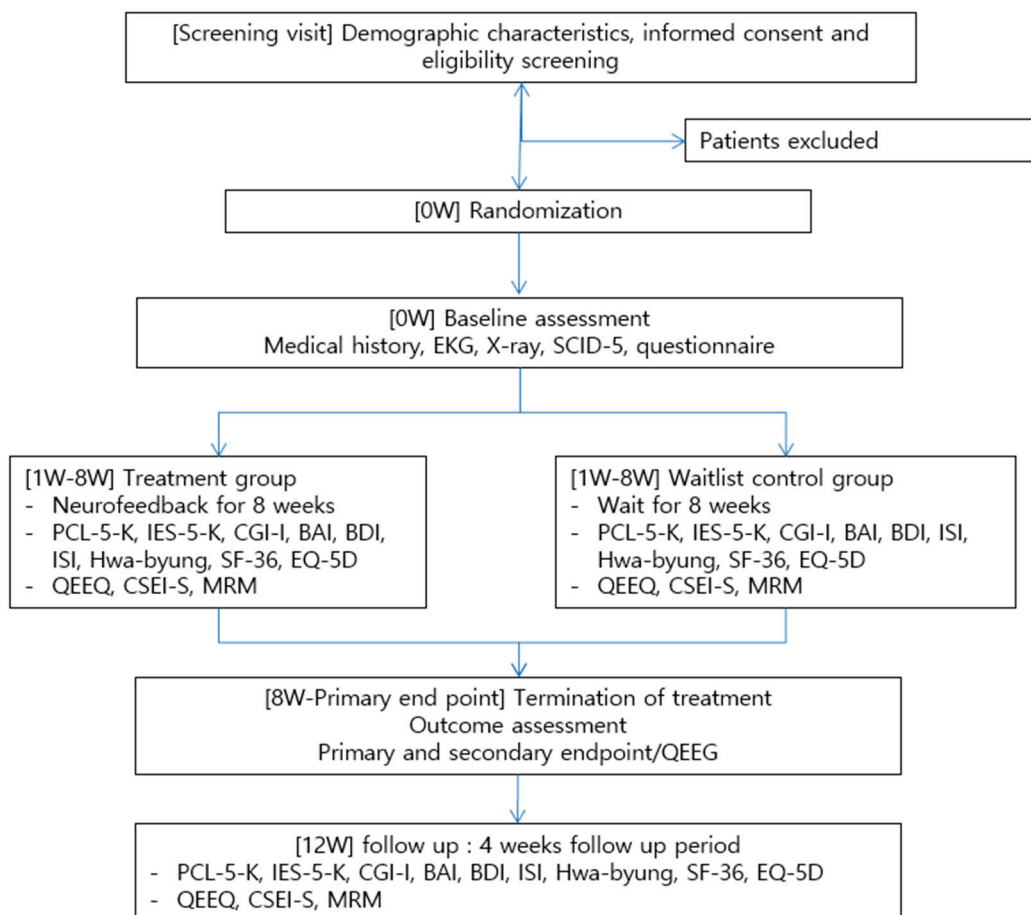 [Screening visit] Demographic characteristics, informed consent and
eligibility screening
Patients excluded
[0W] Randomization
[0W] Baseline assessment
Medical history, EKG, X-ray, SCID-5, questionnaire
[1W-8W] Treatment group
- Neurofeedback for 8 weeks
- PCL-5-K, IES-5-K, CGI-I, BAI, BDI,
ISI, Hwa-byung, SF-36, EQ-5D
- QEEQ, CSEI-S, MRM
[1W-8W] Waitlist control group
- Wait for 8 weeks
- PCL-5-K, IES-5-K, CGI-I, BAI, BDI, ISI,
Hwa-byung, SF-36, EQ-5D
- QEEQ, CSEI-S, MRM
[8W-Primary end point] Termination of treatment
Outcome assessment
Primary and secondary endpoint/QEEG
[12W] follow up : 4 weeks follow up period
- PCL-5-K, IES-5-K, CGI-I, BAI, BDI, ISI, Hwa-byung, SF-36, EQ-5D
- QEEQ, CSEI-S, MRM